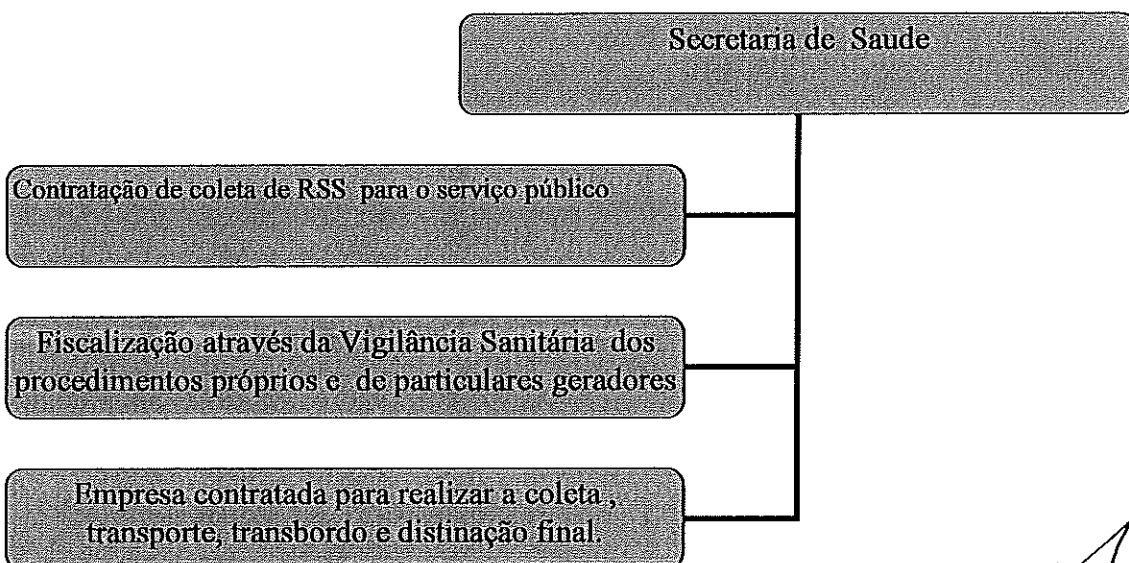 Secretaria de Saude
Contratação de coleta de RSS para o serviço público
Fiscalização através da Vigilância Sanitária dos
procedimentos próprios e de particulares geradores
Empresa contratada para realizar a coleta ,
transporte, transbordo e distinação final.